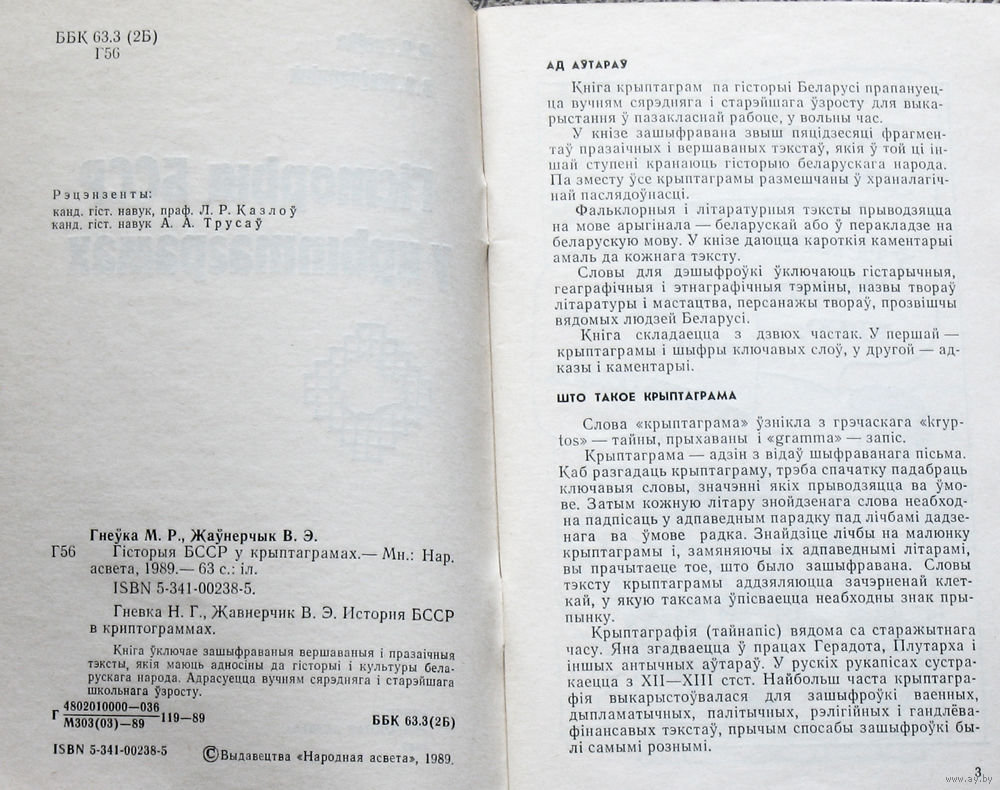 ББК 63.3 (2Б)
Г56
Рэцэнзенты:
канд. гіст. навук, праф. Л. Р. Казлоў
канд. гіст. навук А. А. Трусаў
Гнеўка М. Р., Жаўнерчык В. Э.
Г56 Гісторыя БССР у крыптаграмах.— Мн.: Нар.
асвета, 1989.— 63 с.: іл.
ISBN 5-341-00238-5.
Гневка Н. Г., Жавнерчик В. Э. История БССР
в криптограммах.
Кніга ўключае зашыфраваныя вершаваныя і празаічныя
тэксты, якія маюць адносіны да гісторыі і культуры бела-
рускага народа. Адрасуецца вучням сярэдняга і старэйшага
школьнага ўзросту.
Г 4802010000—036
М303(03)—89 119—89 ББК 63.3(2Б)
ISBN 5-341-00238-5 © Выдавецтва «Народная асвета», 1989.
АД АЎТАРАЎ
Кніга крыптаграм па гісторыі Беларусі прапануец-
ца вучням сярэдняга і старэйшага ўзросту для выка-
рыстання ў пазакласнай рабоце, у вольны час.
У кнізе зашыфравана звыш пяцідзесяці фрагмен-
таў празаічных і вершаваных тэкстаў, якія ў той ці ін-
шай ступені кранаюць гісторыю беларускага народа.
Па зместу ўсе крыптаграмы размешчаны ў храналагіч-
най паслядоўнасці.
Фальклорныя і літаратурныя тэксты прыводзяцца
на мове арыгінала — беларускай або ў перакладзе на
беларускую мову. У кнізе даюцца кароткія каментарыі
амаль да кожнага тэксту.
Словы для дэшыфроўкі ўключаюць гістарычныя,
геаграфічныя і этнаграфічныя тэрміны, назвы твораў
літаратуры і мастацтва, персанажы твораў, прозвішчы
вядомых людзей Беларусі.
Кніга складаецца з дзвюх частак. У першай —
крыптаграмы і шыфры ключавых слоў, у другой — ад-
казы і каментарыі.
ШТО ТАКОЕ КРЫПТАГРАМА
Слова «крыптаграма» ўзнікла з грэчаскага «kryp-
tos» — тайны, прыхаваны і «gramma» — запіс.
Крыптаграма — адзін з відаў шыфраванага пісьма.
Каб разгадаць крыптаграму, трэба спачатку падабраць
ключавыя словы, значэнні якіх прыводзяцца ва ўмо-
ве. Затым кожную літару знойдзенага слова неабход-
на надпісаць у адпаведным парадку пад лічбамі дадзе-
нага ва ўмове радка. Знайдзіце лічбы на малюнку
крыптаграмы і, замяняючы іх адпаведнымі літарамі,
вы прачытаеце тое, што было зашыфравана. Словы
тэксту крыптаграмы аддзяляюцца зачэрненай клет-
кай, у якую таксама ўпісваецца неабходны знак пры-
пынку.
Крыптаграфія (тайнапіс) вядома са старажытнага
часу. Яна згадваецца ў працах Герадота, Плутарха і
іншых антычных аўтараў. У рускіх рукапісах сустра-
каецца з XII—XIII стст. Найбольш часта крыптагра-
фія выкарыстоўвалася для зашыфроўкі ваенных,
дыпламатычных, палітычных, рэлігійных і гандлёва-
фінансавых тэкстаў, прычым спосабы зашыфроўкі бы-
лі самымі рознымі.
3
www.ay.by